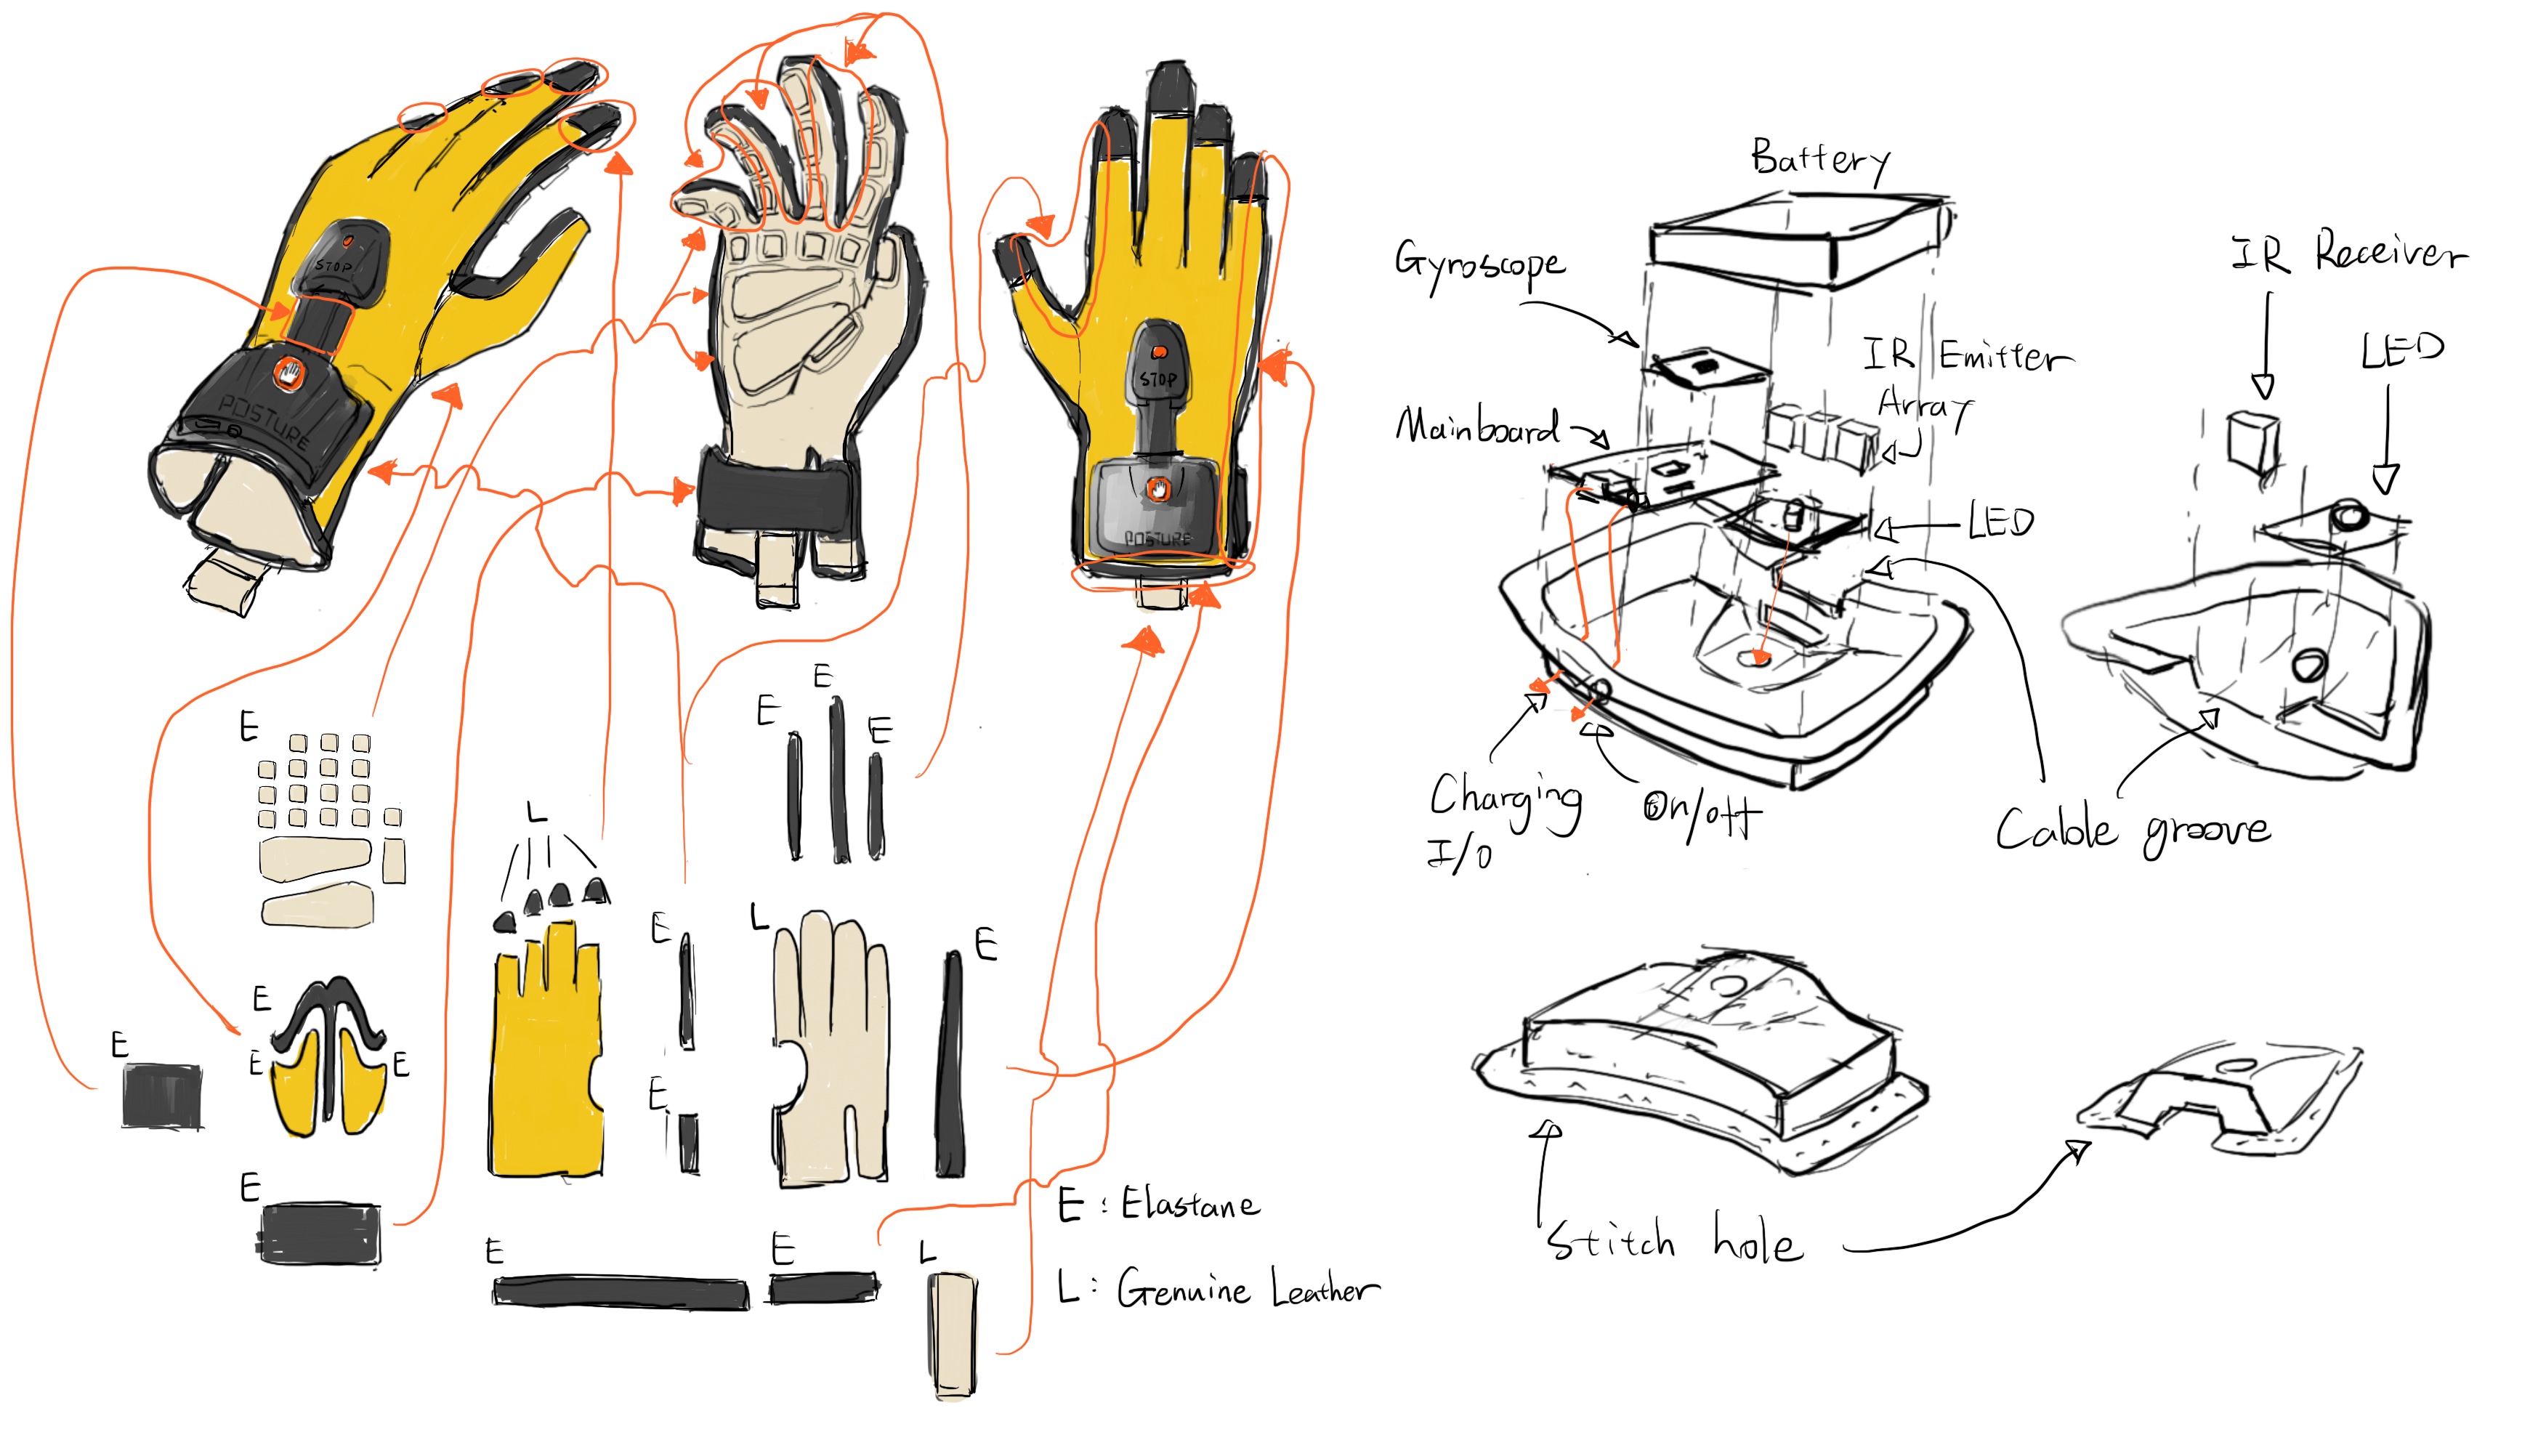 STOP
POSTURE
STOP
POSTURE
E
E
E
E
E
E
E
E
L
E
E
L
E
E
E
E
E
L
E : Elastane
L : Genuine Leather
Battery
Gyroscope
IR Emitter
Array
Mainboard
LED
Charging
I/O
On/off
IR Receiver
LED
Cable groove
Stitch hole